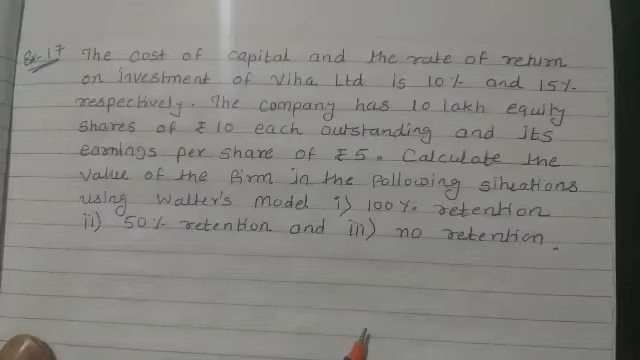 Ex-17 The cost of capital and the rate of return
on investment of Viha Ltd is 10% and 15%
respectively. The company has 10 lakh equity
shares of ₹10 each outstanding and its
earnings per share of ₹5. Calculate the
value of the firm in the following situations
using Walter's Model i) 100% retention
ii) 50% retention and iii) no retention.